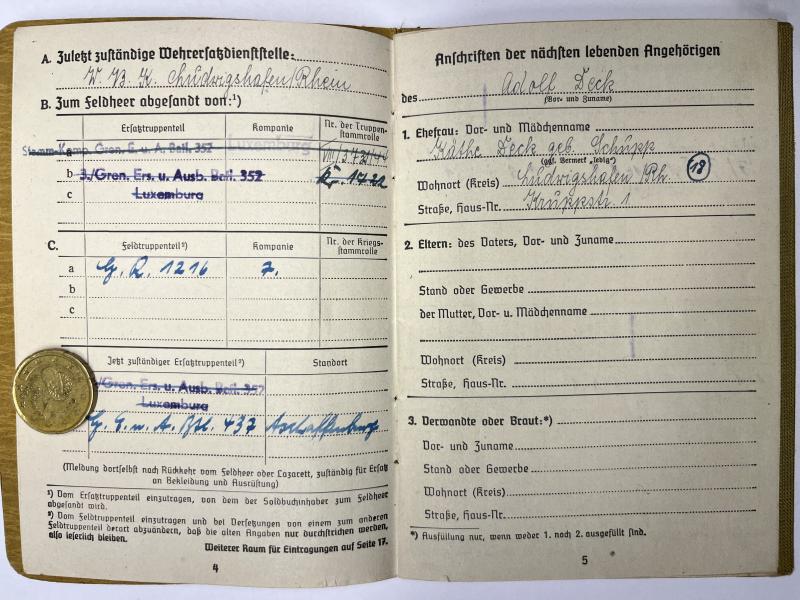 A. Zuletzt zuständige Wehrersatzdienststelle:
W. B. K. Ludwigshafen/Rhein
B. Zum Feldheer abgesandt von:¹)
Ersatztruppenteil Kompanie Nr. der Truppen-
stammrolle
a Stamm-Komp. Gren. E. u. A. Batl. 352 Luxemburg
b 3./Gren. Ers. u. Ausb. Batl. 352
c Luxemburg
C. Feldtruppenteil²) Kompanie Nr. der Kriegs-
stammrolle
a G. R. 1216 7.
b
c
Jetzt zuständiger Ersatztruppenteil²) Standort
/Gren. Ers. u. Ausb. Batl. 352
Luxemburg
G. E. u. A. Btl. 437 Aschaffenburg
(Meldung dortselbst nach Rückkehr vom Feldheer oder Lazarett, zuständig für Ersatz
an Bekleidung und Ausrüstung)
¹) Vom Ersatztruppenteil einzutragen, von dem der Soldbuchinhaber zum Feldheer
abgesandt wird.
²) Vom Feldtruppenteil einzutragen und bei Versetzungen von einem zum anderen
Feldtruppenteil derart abzuändern, daß die alten Angaben nur durchstrichen werden,
also leserlich bleiben.
Weiterer Raum für Eintragungen auf Seite 17.
4
Anschriften der nächsten lebenden Angehörigen
des Adolf Deck
(Vor- und Zuname)
1. Ehefrau: Vor- und Mädchenname
Käthe Deck geb. Schupp
(ggf. Vermerk „ledig“)
Wohnort (Kreis) Ludwigshafen/Rh 18
Straße, Haus-Nr. Kruppstr 1
2. Eltern: des Vaters, Vor- und Zuname
Stand oder Gewerbe
der Mutter, Vor- u. Mädchenname
Wohnort (Kreis)
Straße, Haus-Nr.
3. Verwandte oder Braut:*)
Vor- und Zuname
Stand oder Gewerbe
Wohnort (Kreis)
Straße, Haus-Nr.
*) Ausfüllung nur, wenn weder 1. noch 2. ausgefüllt sind.
5